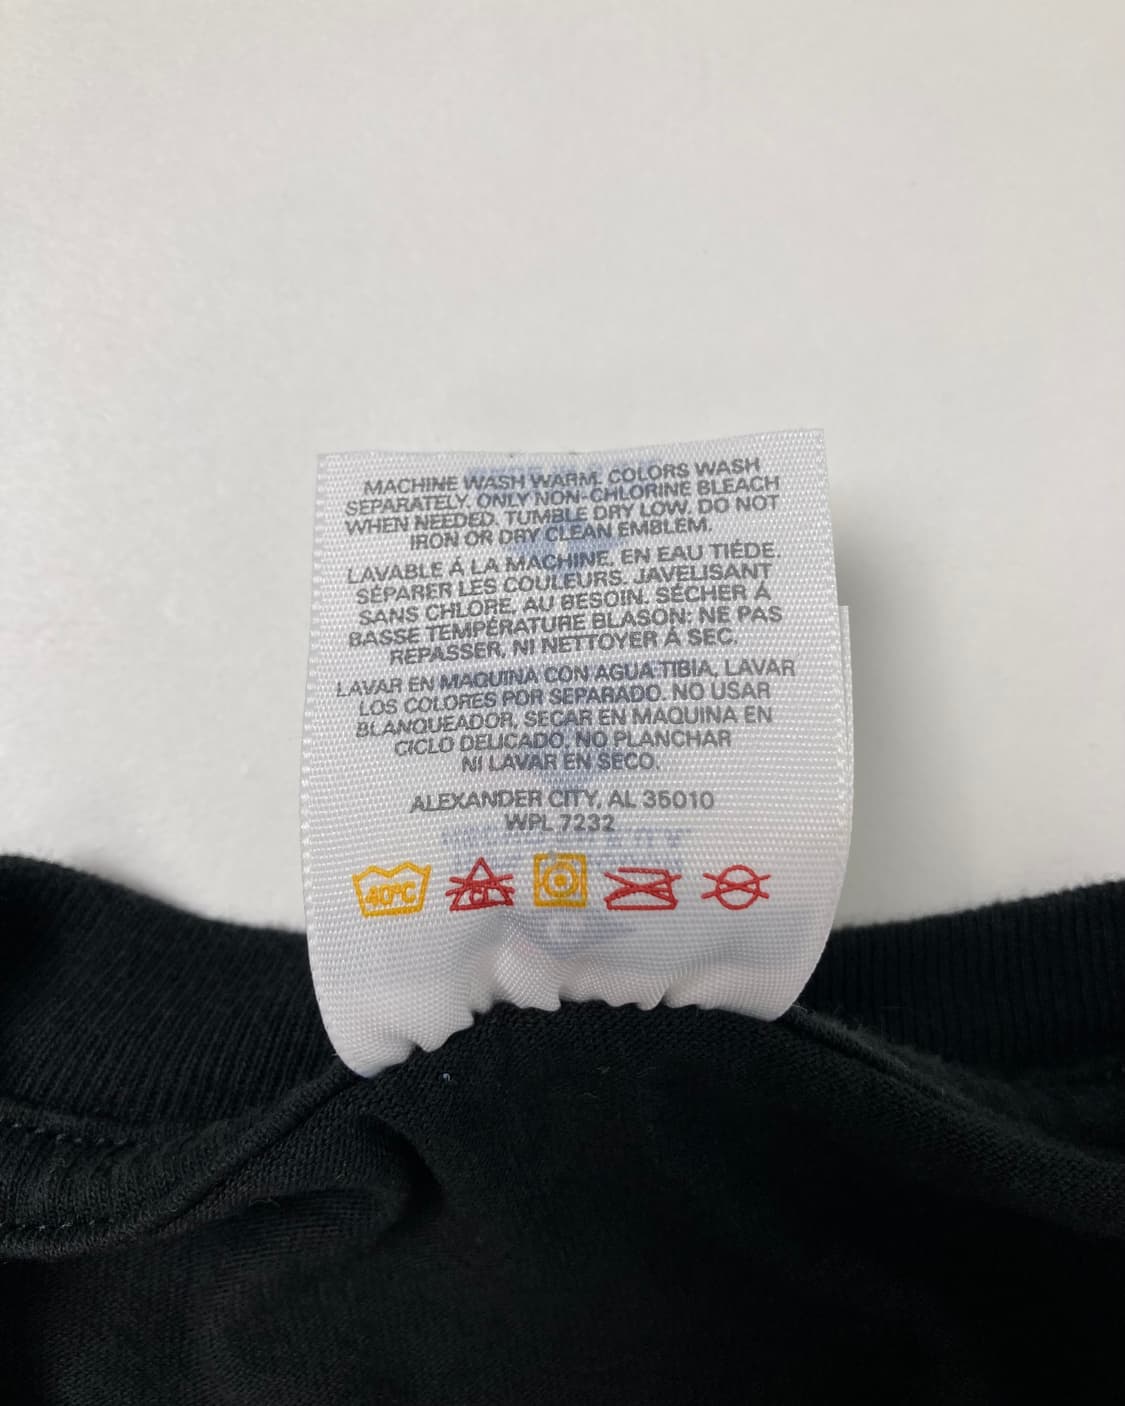 MACHINE WASH WARM. COLORS WASH
SEPARATELY. ONLY NON-CHLORINE BLEACH
WHEN NEEDED. TUMBLE DRY LOW. DO NOT
IRON OR DRY CLEAN EMBLEM.
LAVABLE Á LA MACHINE, EN EAU TIÉDE.
SÉPARER LES COULEURS. JAVELISANT
SANS CHLORE, AU BESOIN. SÉCHER Á
BASSE TEMPÉRATURE BLASON: NE PAS
REPASSER, NI NETTOYER Á SEC.
LAVAR EN MAQUINA CON AGUA TIBIA, LAVAR
LOS COLORES POR SEPARADO. NO USAR
BLANQUEADOR. SECAR EN MAQUINA EN
CICLO DELICADO. NO PLANCHAR
NI LAVAR EN SECO.
ALEXANDER CITY, AL 35010
WPL 7232
40°C CL